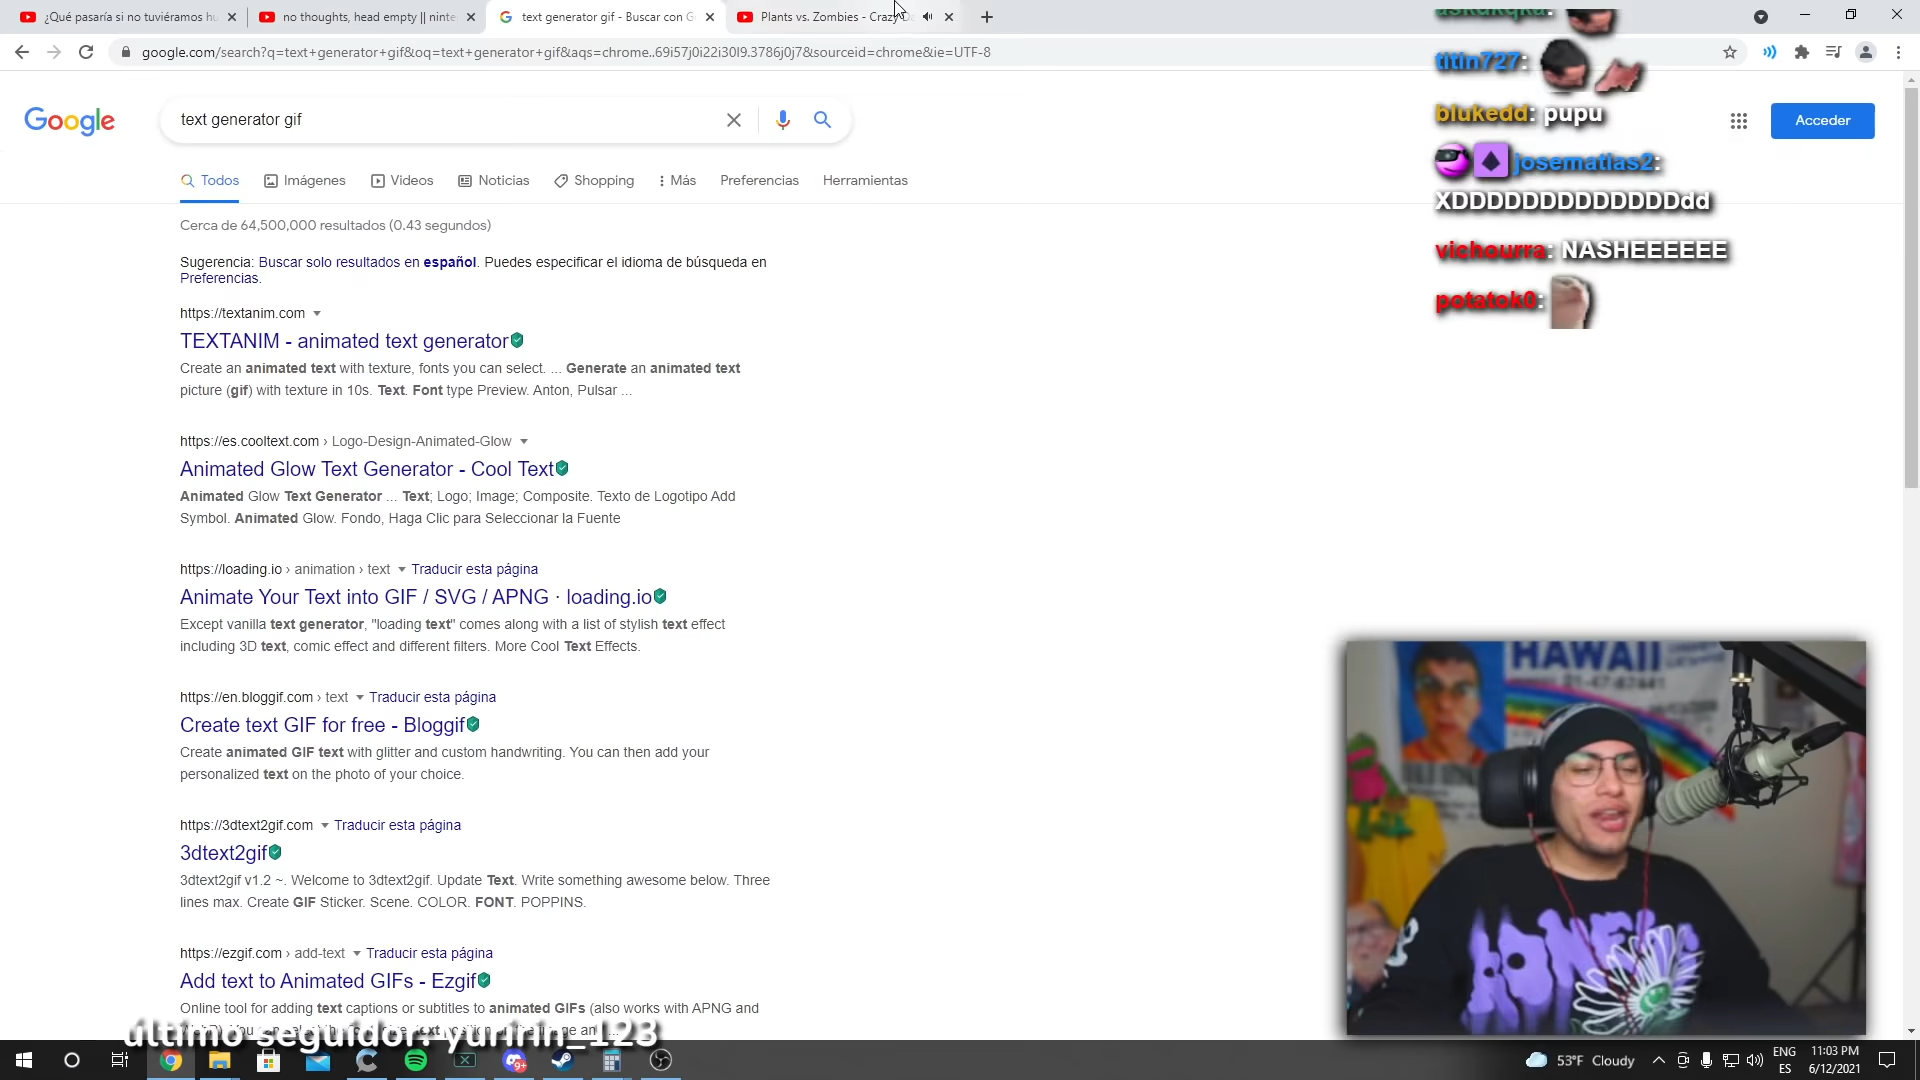 ¿Qué pasaría si no tuviéramos hu
no thoughts, head empty || ninte
text generator gif - Buscar con G
Plants vs. Zombies - Crazy Da
google.com/search?q=text+generator+gif&oq=text+generator+gif&aqs=chrome..69i57j0i22i30l9.3786j0j7&sourceid=chrome&ie=UTF-8
Google
text generator gif
Acceder
Todos
Imágenes
Videos
Noticias
Shopping
Más
Preferencias
Herramientas
Cerca de 64,500,000 resultados (0.43 segundos)
Sugerencia: Buscar solo resultados en español. Puedes especificar el idioma de búsqueda en
Preferencias.
https://textanim.com
TEXTANIM - animated text generator
Create an animated text with texture, fonts you can select. ... Generate an animated text
picture (gif) with texture in 10s. Text. Font type Preview. Anton, Pulsar ...
https://es.cooltext.com › Logo-Design-Animated-Glow
Animated Glow Text Generator - Cool Text
Animated Glow Text Generator ... Text; Logo; Image; Composite. Texto de Logotipo Add
Symbol. Animated Glow. Fondo, Haga Clic para Seleccionar la Fuente
https://loading.io › animation › text Traducir esta página
Animate Your Text into GIF / SVG / APNG · loading.io
Except vanilla text generator, "loading text" comes along with a list of stylish text effect
including 3D text, comic effect and different filters. More Cool Text Effects.
https://en.bloggif.com › text Traducir esta página
Create text GIF for free - Bloggif
Create animated GIF text with glitter and custom handwriting. You can then add your
personalized text on the photo of your choice.
https://3dtext2gif.com Traducir esta página
3dtext2gif
3dtext2gif v1.2 ~. Welcome to 3dtext2gif. Update Text. Write something awesome below. Three
lines max. Create GIF Sticker. Scene. COLOR. FONT. POPPINS.
https://ezgif.com › add-text Traducir esta página
Add text to Animated GIFs - Ezgif
Online tool for adding text captions or subtitles to animated GIFs (also works with APNG and
último seguidor: yuririn_123
titin727:
blukedd: pupu
josematias2:
XDDDDDDDDDDDDDdd
vichourra: NASHEEEEEE
potatok0:
HAWAII
53°F Cloudy
ENG
ES
11:03 PM
6/12/2021